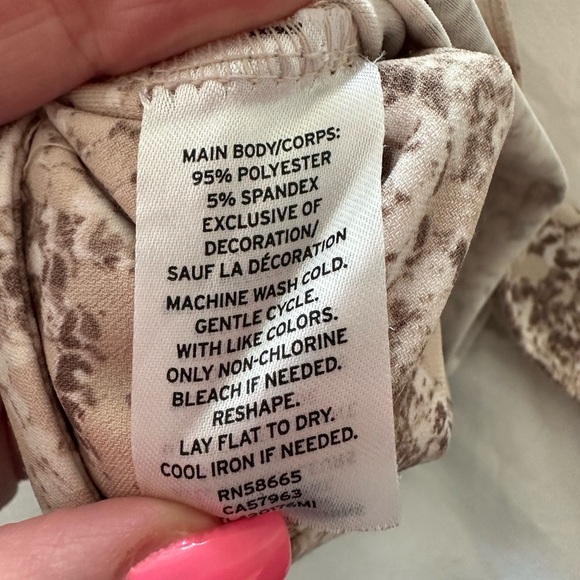 MAIN BODY/CORPS:
95% POLYESTER
5% SPANDEX
EXCLUSIVE OF
DECORATION/
SAUF LA DÉCORATION
MACHINE WASH COLD.
GENTLE CYCLE.
WITH LIKE COLORS.
ONLY NON-CHLORINE
BLEACH IF NEEDED.
RESHAPE.
LAY FLAT TO DRY.
COOL IRON IF NEEDED.
RN58665
CA57963